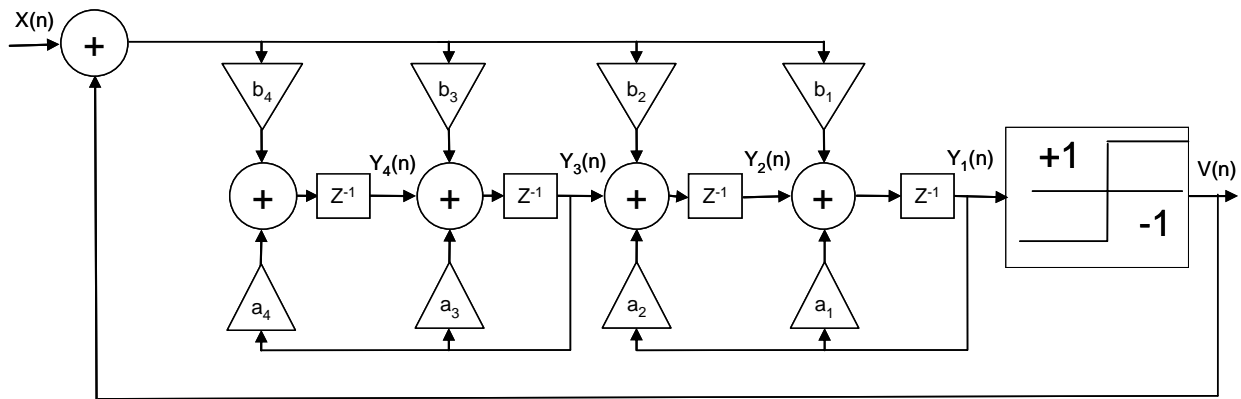 X(n)
+
b₄
b₃
b₂
b₁
+
Z⁻¹
Y₄(n)
+
Z⁻¹
Y₃(n)
+
Z⁻¹
Y₂(n)
+
Z⁻¹
Y₁(n)
+1
-1
V(n)
a₄
a₃
a₂
a₁